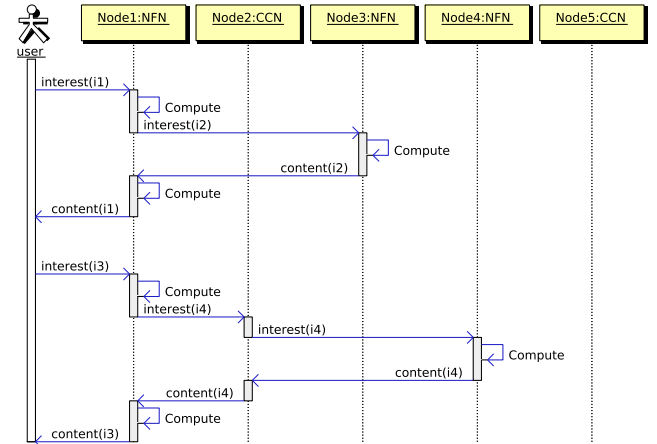 user
Node1:NFN
Node2:CCN
Node3:NFN
Node4:NFN
Node5:CCN
interest(i1)
Compute
interest(i2)
Compute
content(i2)
Compute
content(i1)
interest(i3)
Compute
interest(i4)
interest(i4)
Compute
content(i4)
content(i4)
Compute
content(i3)